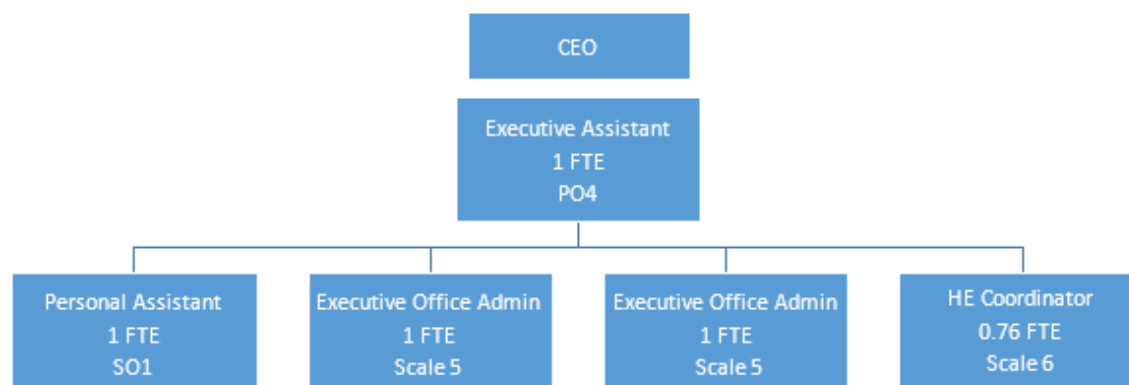 CEO
Executive Assistant
1 FTE
PO4
Personal Assistant
1 FTE
SO1
Executive Office Admin
1 FTE
Scale 5
Executive Office Admin
1 FTE
Scale 5
HE Coordinator
0.76 FTE
Scale 6